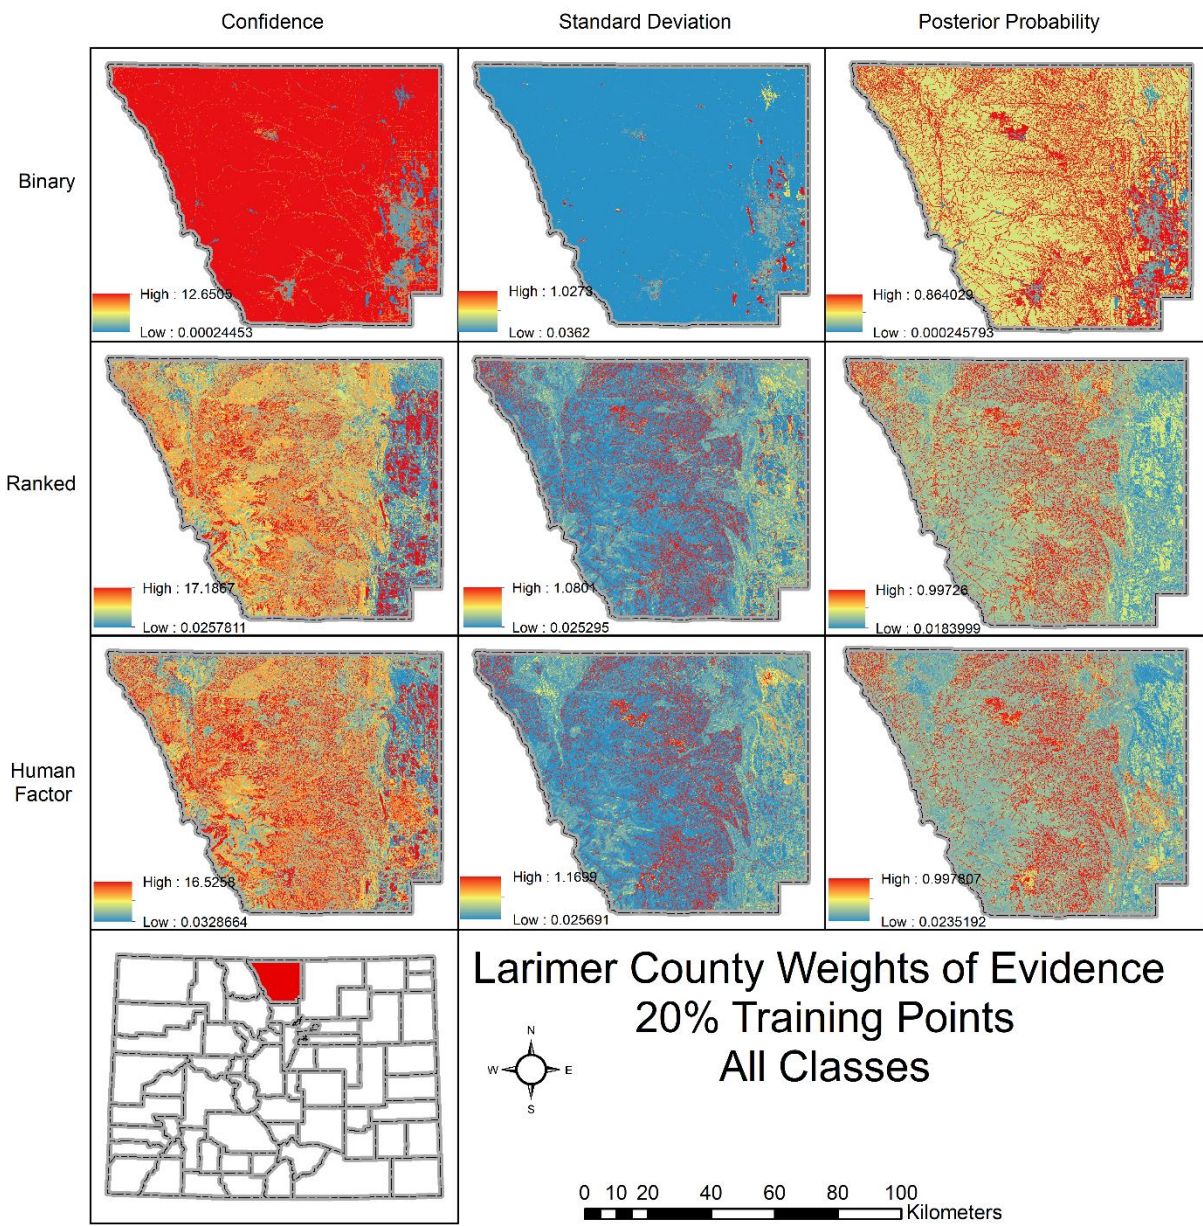 Confidence
Standard Deviation
Posterior Probability
Binary
High : 12.6505
Low : 0.00024453
High : 1.0273
Low : 0.0362
High : 0.864029
Low : 0.000245793
Ranked
High : 17.1867
Low : 0.0257811
High : 1.0801
Low : 0.025295
High : 0.99726
Low : 0.0183999
Human
Factor
High : 16.5258
Low : 0.0328664
High : 1.1699
Low : 0.025691
High : 0.997807
Low : 0.0235192
Larimer County Weights of Evidence
20% Training Points
All Classes
N
W E
S
0 10 20 40 60 80 100
Kilometers